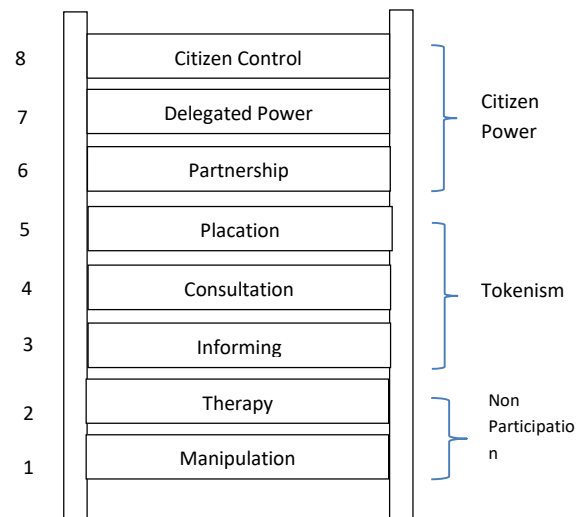 8
Citizen Control
7
Delegated Power
Citizen
Power
6
Partnership
5
Placation
4
Consultation
Tokenism
3
Informing
2
Therapy
Non
Participatio
n
1
Manipulation